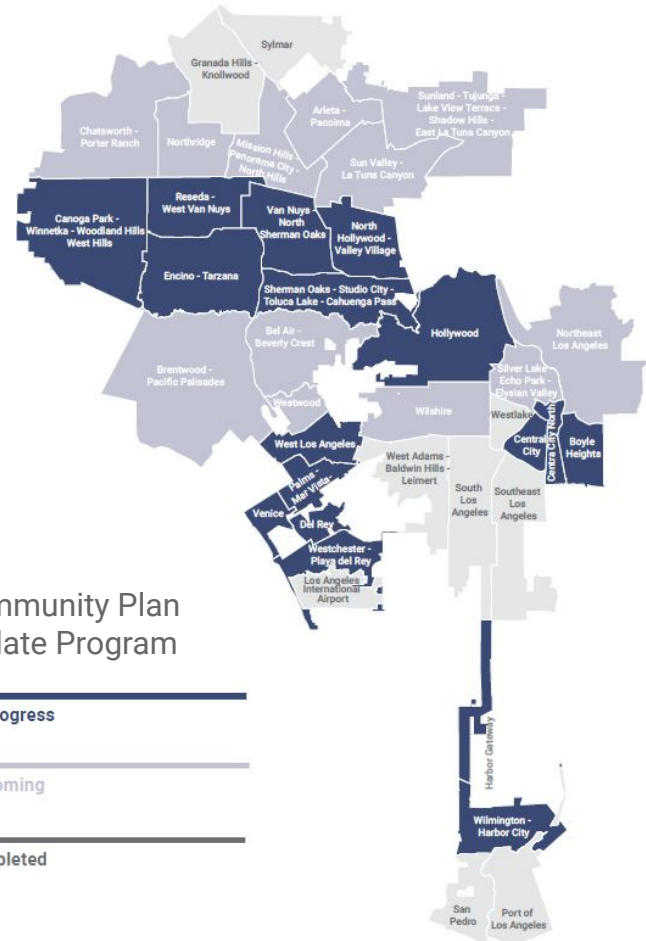 Sylmar
Granada Hills -
Knollwood
Sunland - Tujunga -
Lake View Terrace -
Shadow Hills -
East La Tuna Canyon
Arleta -
Pacoima
Chatsworth -
Porter Ranch
Northridge
Mission Hills -
Panorama City -
North Hills
Sun Valley -
La Tuna Canyon
Canoga Park -
Winnetka - Woodland Hills -
West Hills
Reseda -
West Van Nuys
Van Nuys -
North
Sherman Oaks
North
Hollywood -
Valley Village
Encino - Tarzana
Sherman Oaks - Studio City -
Toluca Lake - Cahuenga Pass
Hollywood
Bel Air -
Beverly Crest
Northeast
Los Angeles
Brentwood -
Pacific Palisades
Silver Lake -
Echo Park -
Elysian Valley
Westwood
Wilshire
Westlake
West Los Angeles
Central
City
Central City North
Boyle
Heights
West Adams -
Baldwin Hills -
Leimert
Palms -
Mar Vista-
South
Los
Angeles
Southeast
Los
Angeles
Venice
Del Rey
Westchester -
Playa del Rey
Los Angeles
International
Airport
mmunity Plan
late Program
ogress
oming
pleted
Harbor Gateway
Wilmington -
Harbor City
San
Pedro
Port of
Los Angeles